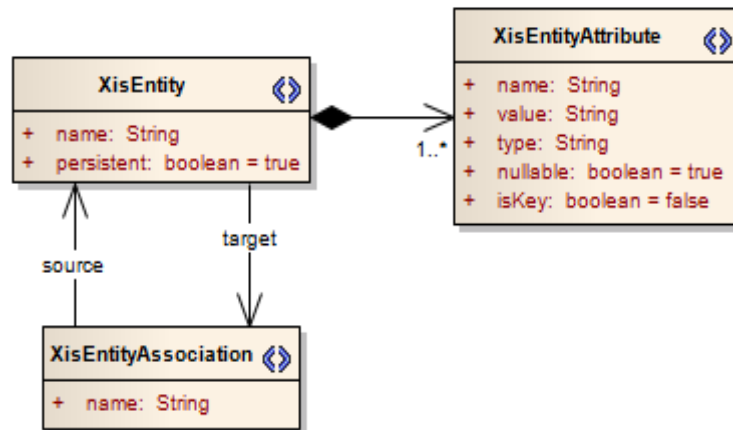 XisEntity
+ name: String
+ persistent: boolean = true
XisEntityAttribute
+ name: String
+ value: String
+ type: String
+ nullable: boolean = true
+ isKey: boolean = false
1..*
source
target
XisEntityAssociation
+ name: String